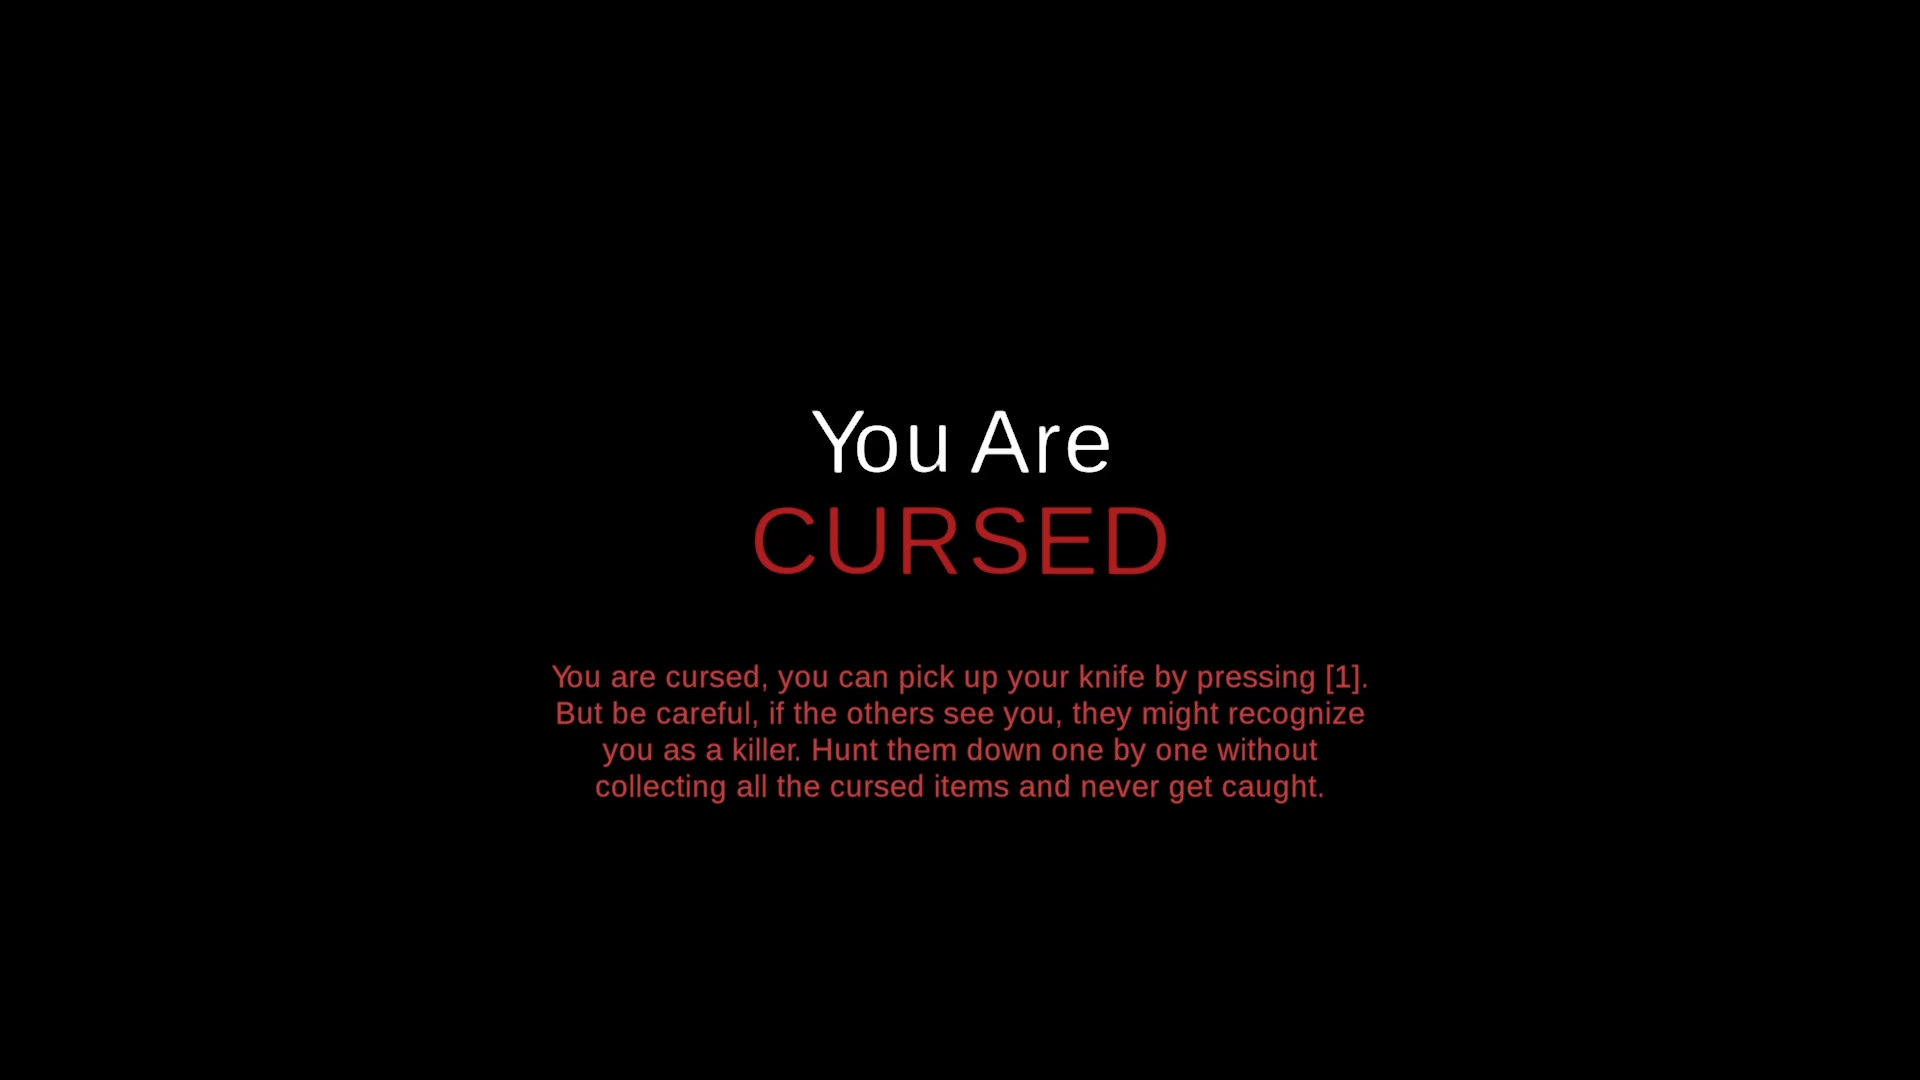 You Are
CURSED
You are cursed, you can pick up your knife by pressing [1].
But be careful, if the others see you, they might recognize
you as a killer. Hunt them down one by one without
collecting all the cursed items and never get caught.